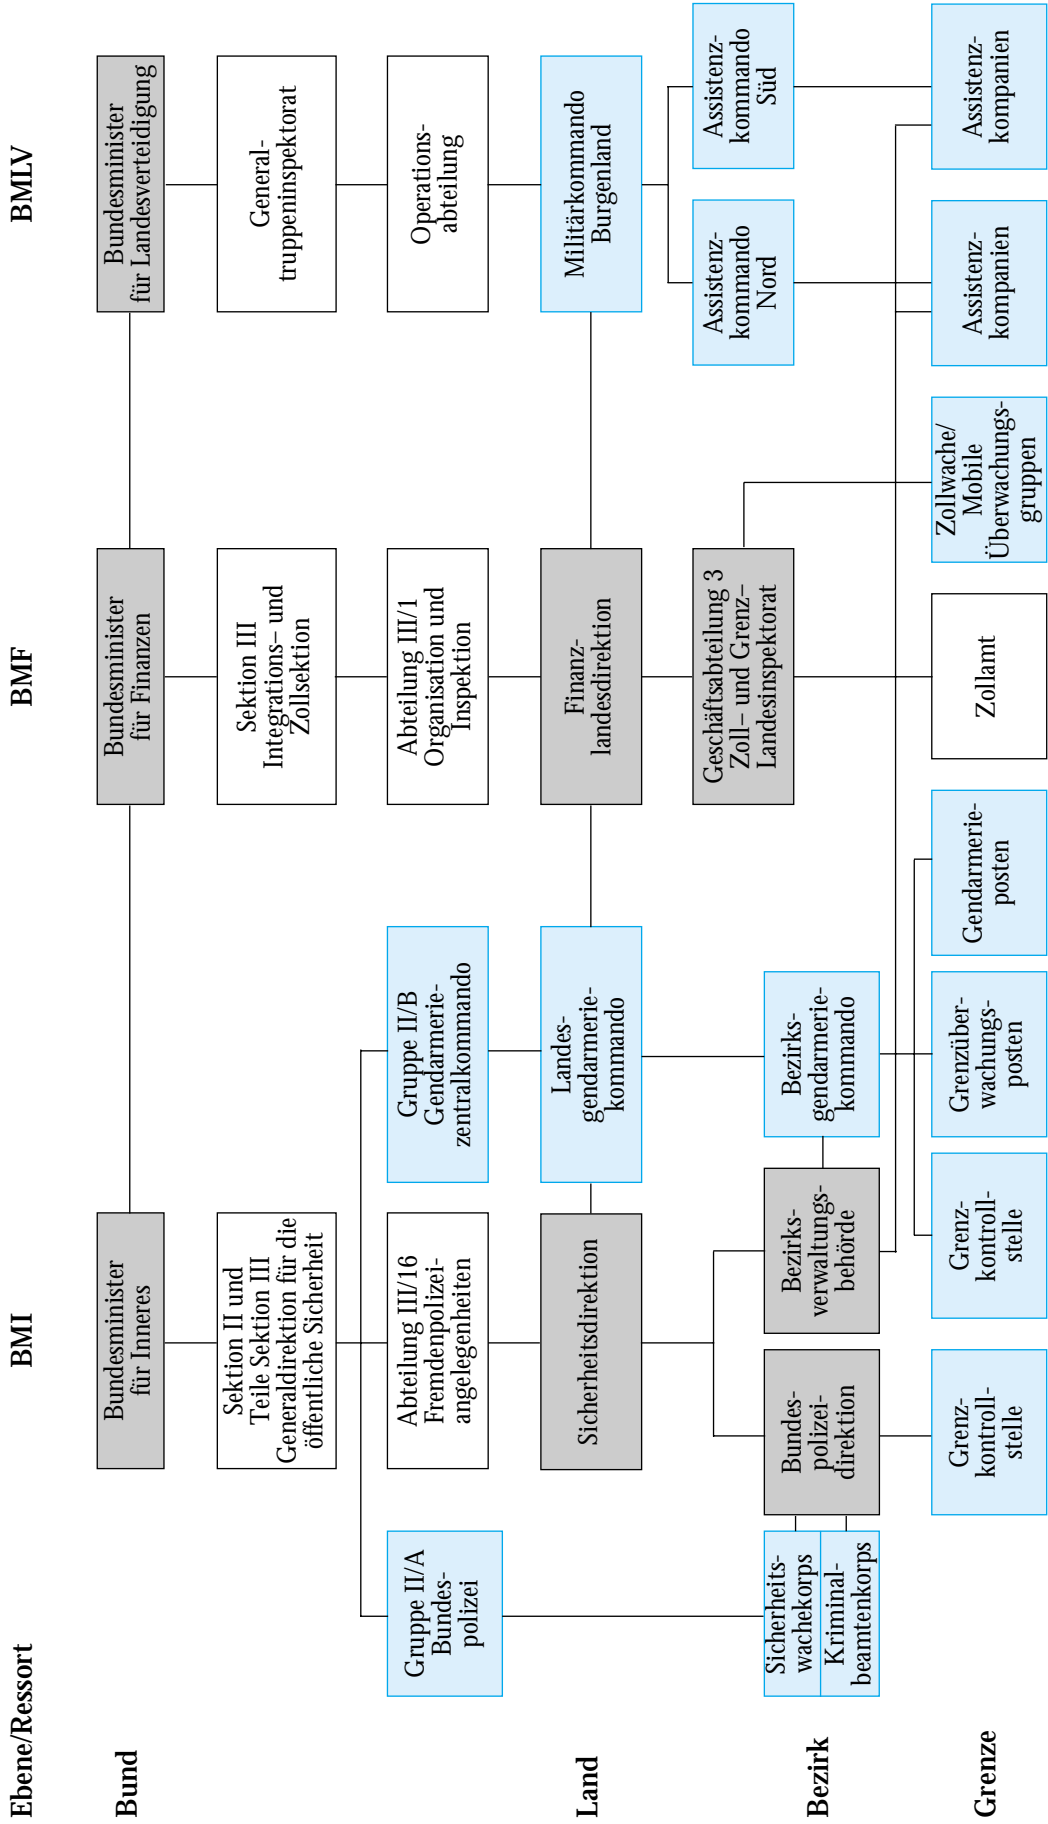 Ebene/Ressort
BMI
BMF
BMLV
Bund
Bundesminister
für Inneres
Bundesminister
für Finanzen
Bundesminister
für Landesverteidigung
Sektion II und
Teile Sektion III
Generaldirektion für die
öffentliche Sicherheit
Sektion III
Integrations– und
Zollsektion
General-
truppeninspektorat
Gruppe II/A
Bundes-
polizei
Abteilung III/16
Fremdenpolizei-
angelegenheiten
Gruppe II/B
Gendarmerie-
zentralkommando
Abteilung III/1
Organisation und
Inspektion
Operations-
abteilung
Land
Sicherheitsdirektion
Landes-
gendarmerie-
kommando
Finanz-
landesdirektion
Militärkommando
Burgenland
Bezirk
Sicherheits-
wachekorps
Kriminal-
beamtenkorps
Bundes-
polizei-
direktion
Bezirks-
verwaltungs-
behörde
Bezirks-
gendarmerie-
kommando
Geschäftsabteilung 3
Zoll– und Grenz–
Landesinspektorat
Assistenz-
kommando
Nord
Assistenz-
kommando
Süd
Grenze
Grenz-
kontroll-
stelle
Grenz-
kontroll-
stelle
Grenzüber-
wachungs-
posten
Gendarmerie-
posten
Zollamt
Zollwache/
Mobile
Überwachungs-
gruppen
Assistenz-
kompanien
Assistenz-
kompanien